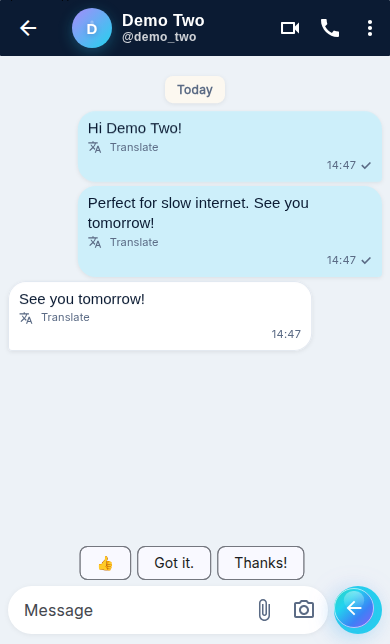 D
Demo Two
@demo_two
Today
Hi Demo Two!
Translate
14:47
Perfect for slow internet. See you
tomorrow!
Translate
14:47
See you tomorrow!
Translate
14:47
👍
Got it.
Thanks!
Message